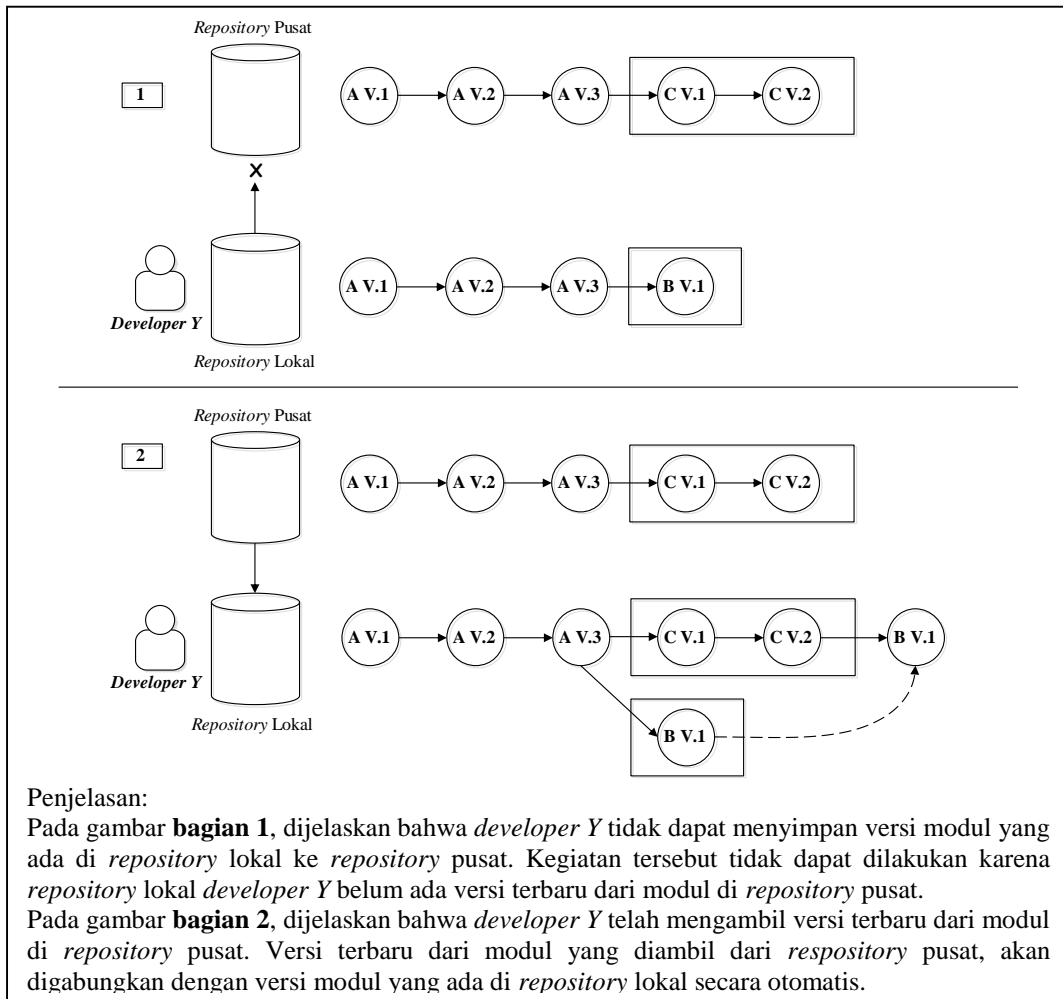 Repository Pusat
1
A V.1 A V.2 A V.3 C V.1 C V.2
X
A V.1 A V.2 A V.3 B V.1
Developer Y
Repository Lokal
Repository Pusat
2
A V.1 A V.2 A V.3 C V.1 C V.2
A V.1 A V.2 A V.3 C V.1 C V.2 B V.1
Developer Y
Repository Lokal
B V.1
Penjelasan:
Pada gambar bagian 1, dijelaskan bahwa developer Y tidak dapat menyimpan versi modul yang
ada di repository lokal ke repository pusat. Kegiatan tersebut tidak dapat dilakukan karena
repository lokal developer Y belum ada versi terbaru dari modul di repository pusat.
Pada gambar bagian 2, dijelaskan bahwa developer Y telah mengambil versi terbaru dari modul
di repository pusat. Versi terbaru dari modul yang diambil dari respository pusat, akan
digabungkan dengan versi modul yang ada di repository lokal secara otomatis.